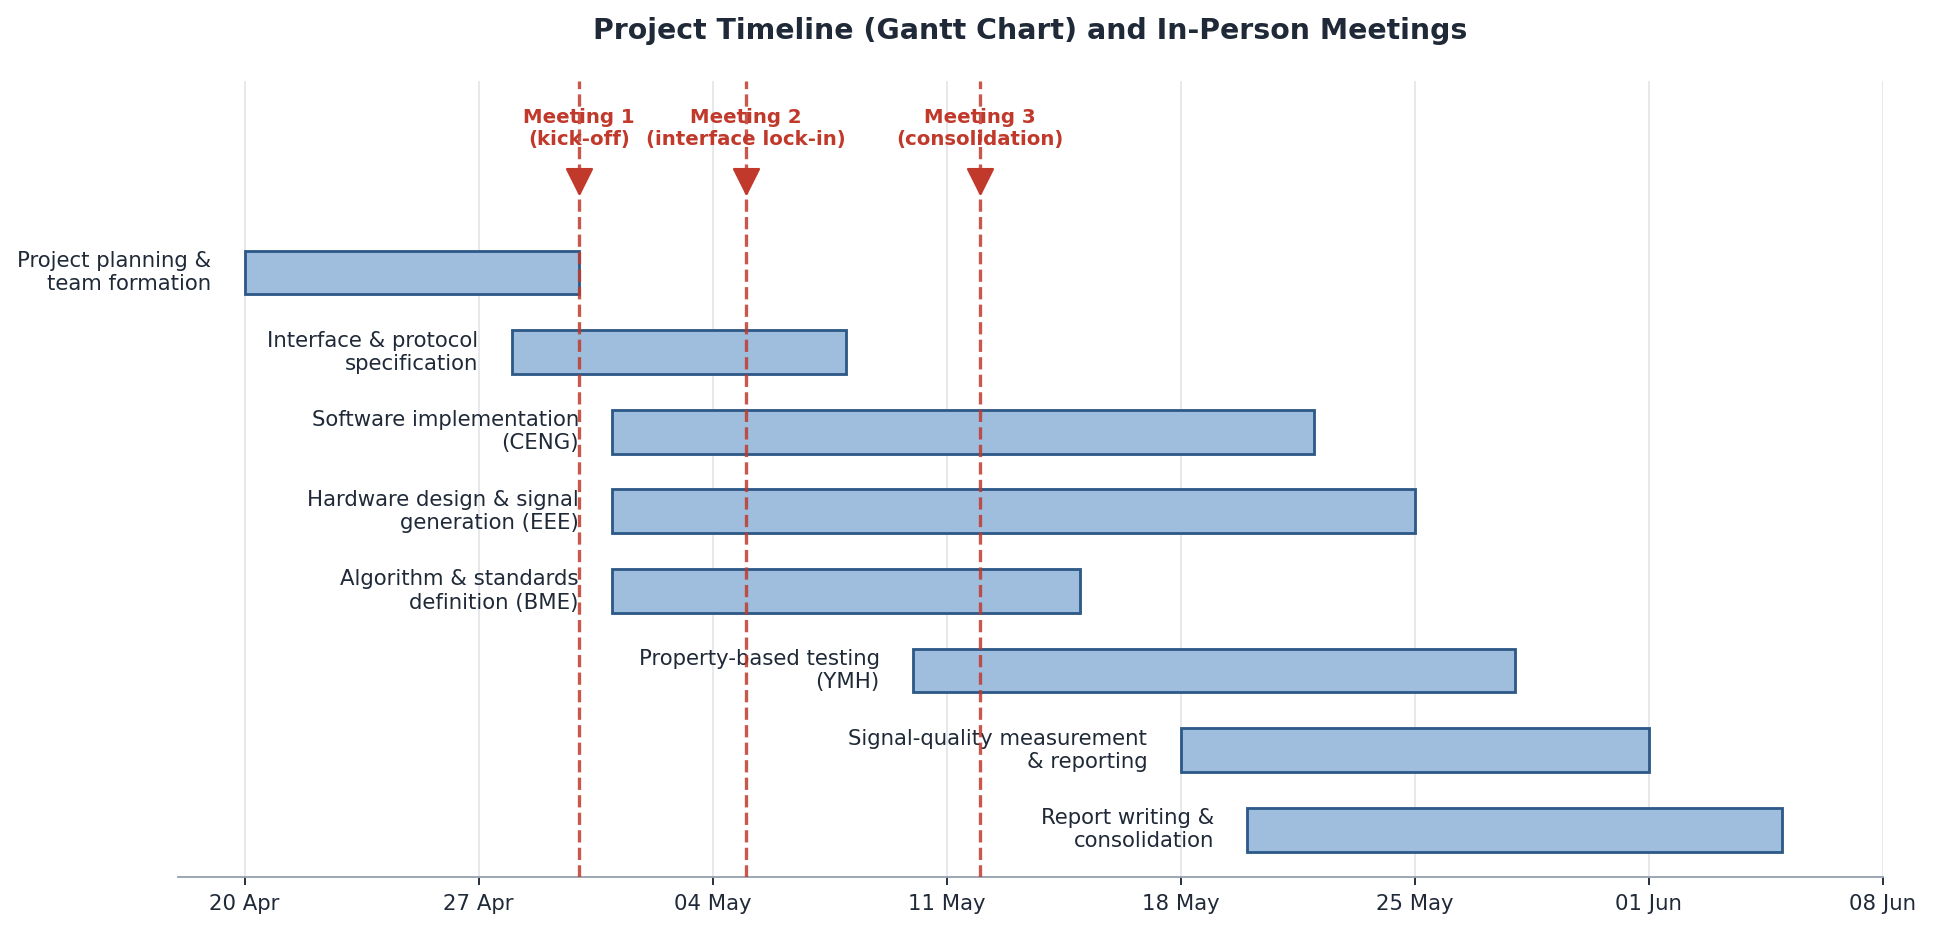 Project Timeline (Gantt Chart) and In-Person Meetings
Meeting 1
(kick-off)
Meeting 2
(interface lock-in)
Meeting 3
(consolidation)
Project planning &
team formation
Interface & protocol
specification
Software implementation
(CENG)
Hardware design & signal
generation (EEE)
Algorithm & standards
definition (BME)
Property-based testing
(YMH)
Signal-quality measurement
& reporting
Report writing &
consolidation
20 Apr
27 Apr
04 May
11 May
18 May
25 May
01 Jun
08 Jun